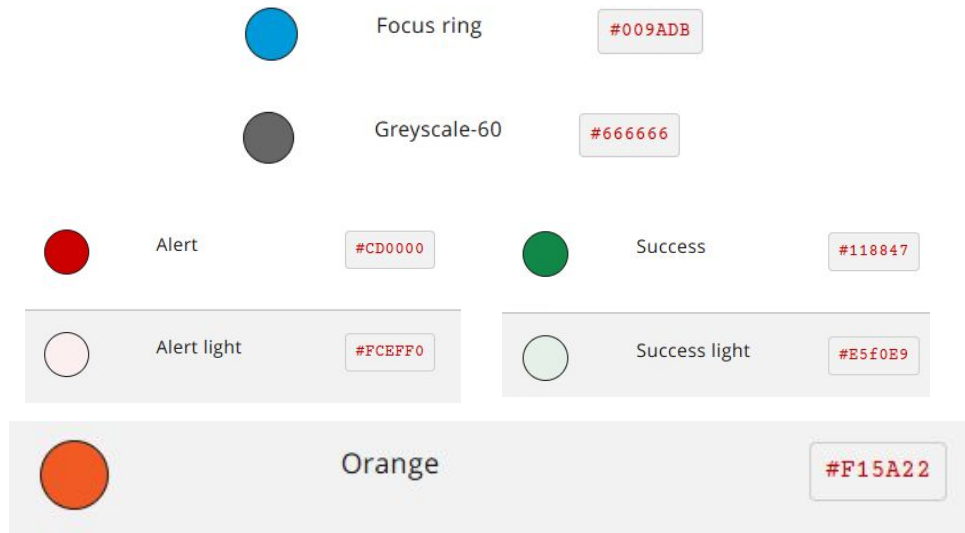 Focus ring #009ADB
Greyscale-60 #666666
Alert #CD0000
Success #118847
Alert light #FCEFF0
Success light #E5f0E9
Orange #F15A22